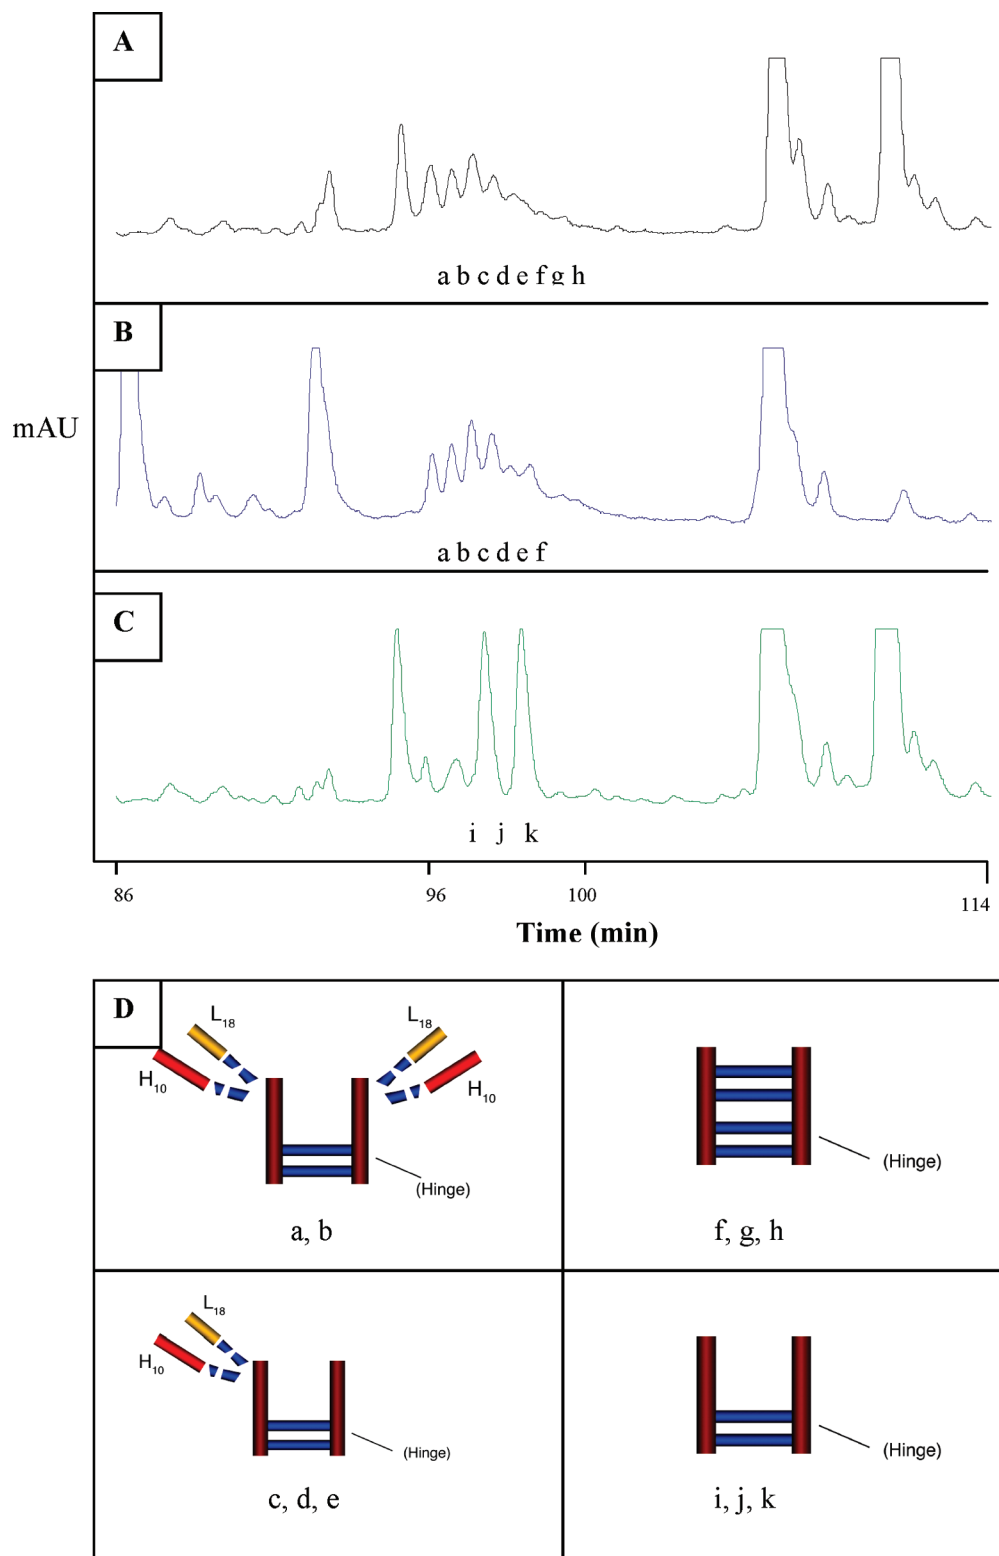 A
a b c d e f g h
B
mAU
a b c d e f
C
i j k
86 96 100 114
Time (min)
D
L18 L18
H10 H10
(Hinge)
a, b
(Hinge)
f, g, h
L18
H10
(Hinge)
c, d, e
(Hinge)
i, j, k